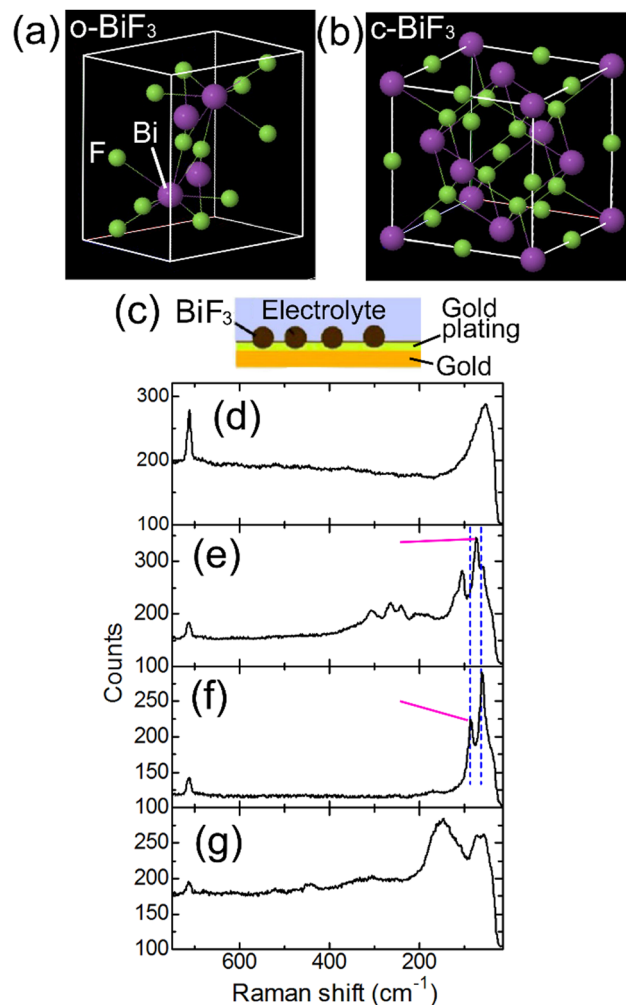 (a) o-BiF₃
F
Bi
(b) c-BiF₃
(c)
BiF₃
Electrolyte
Gold
plating
Gold
300
200
100
(d)
300
200
100
(e)
250
200
150
100
(f)
250
200
150
100
(g)
Counts
600
400
200
Raman shift (cm⁻¹)